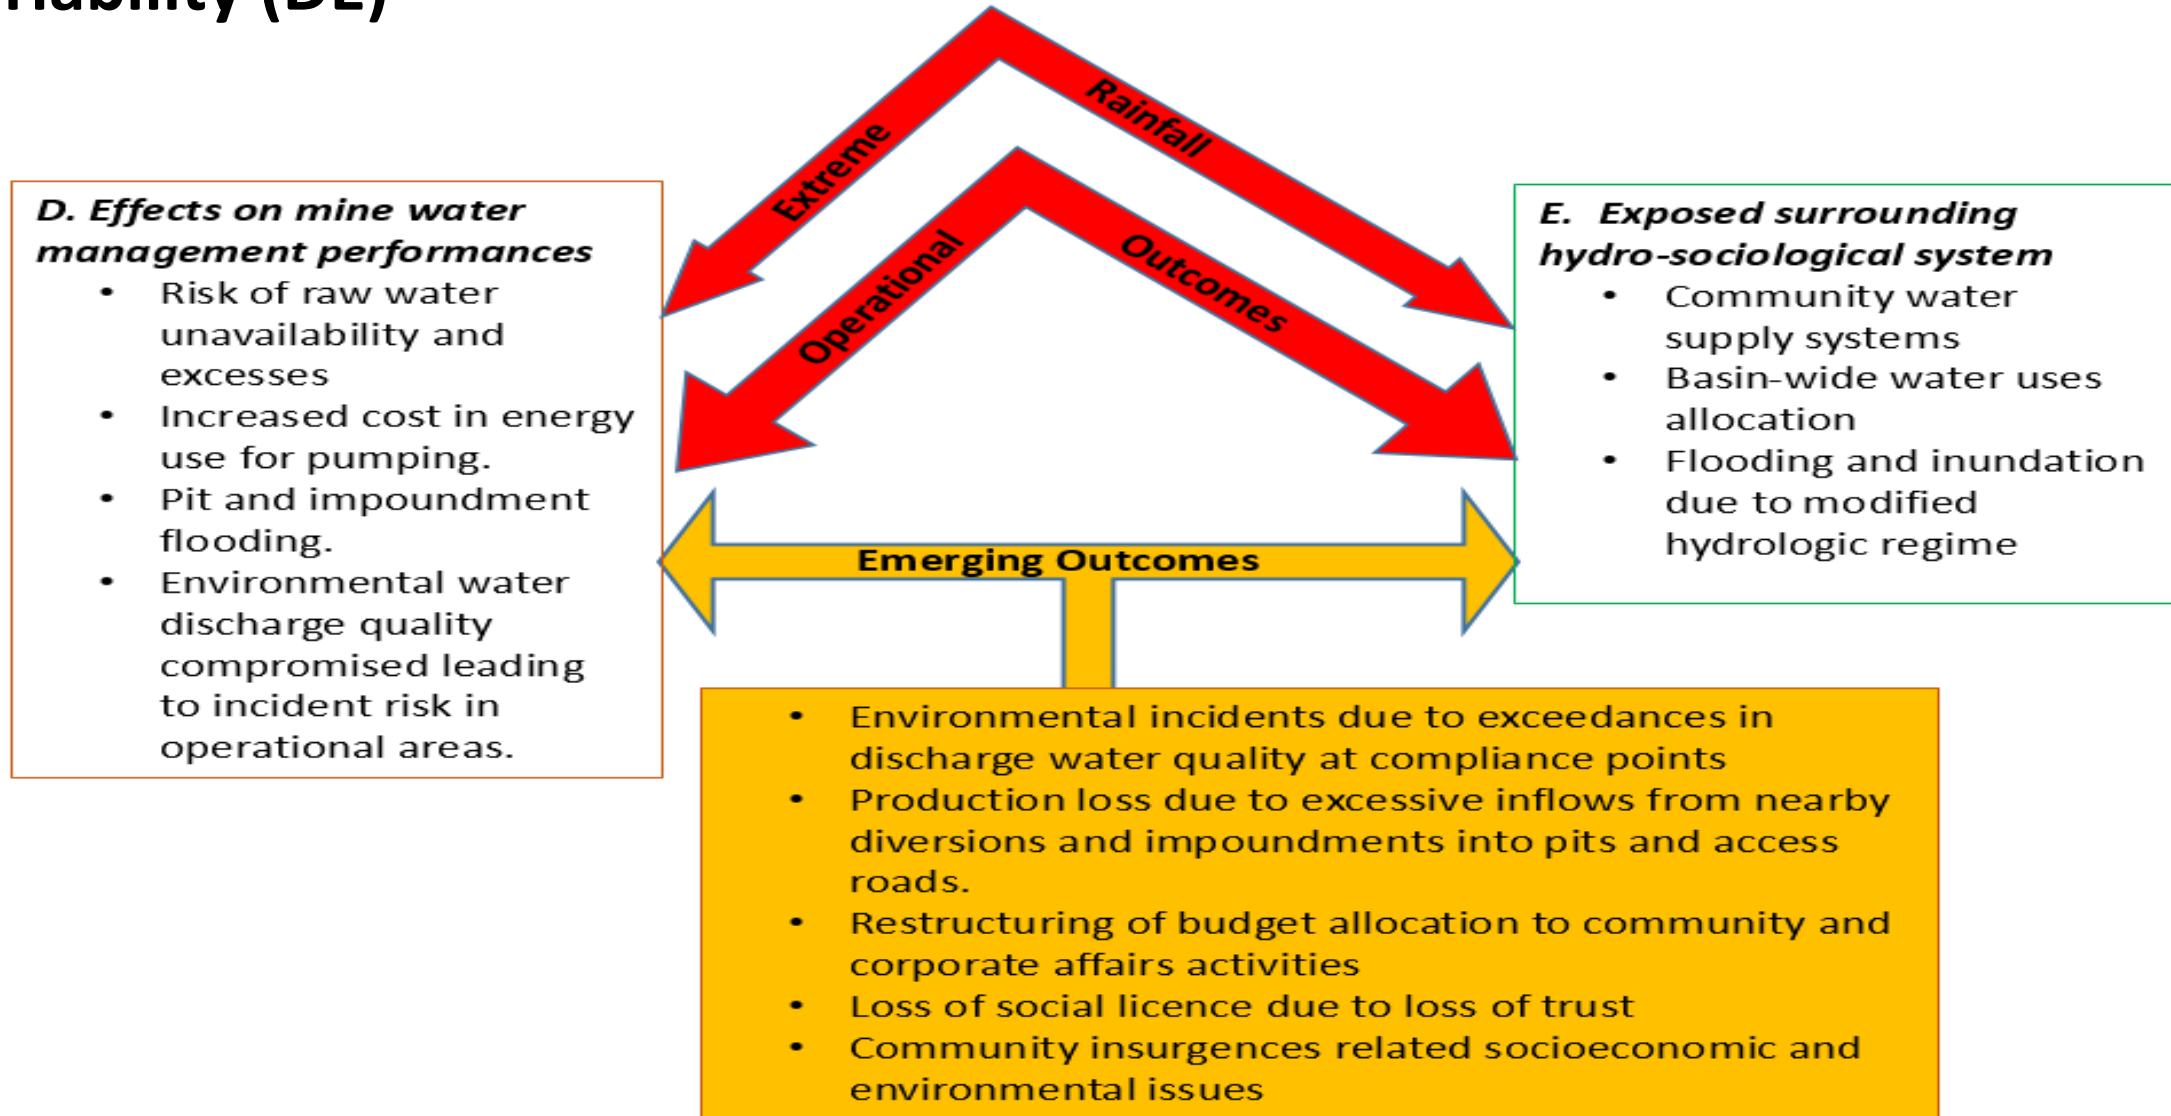 (DL)
Extreme
Rainfall
Operational
Outcomes
D. Effects on mine water
management performances
• Risk of raw water
unavailability and
excesses
• Increased cost in energy
use for pumping.
• Pit and impoundment
flooding.
• Environmental water
discharge quality
compromised leading
to incident risk in
operational areas.
E. Exposed surrounding
hydro-sociological system
• Community water
supply systems
• Basin-wide water uses
allocation
• Flooding and inundation
due to modified
hydrologic regime
Emerging Outcomes
• Environmental incidents due to exceedances in
discharge water quality at compliance points
• Production loss due to excessive inflows from nearby
diversions and impoundments into pits and access
roads.
• Restructuring of budget allocation to community and
corporate affairs activities
• Loss of social licence due to loss of trust
• Community insurgences related socioeconomic and
environmental issues